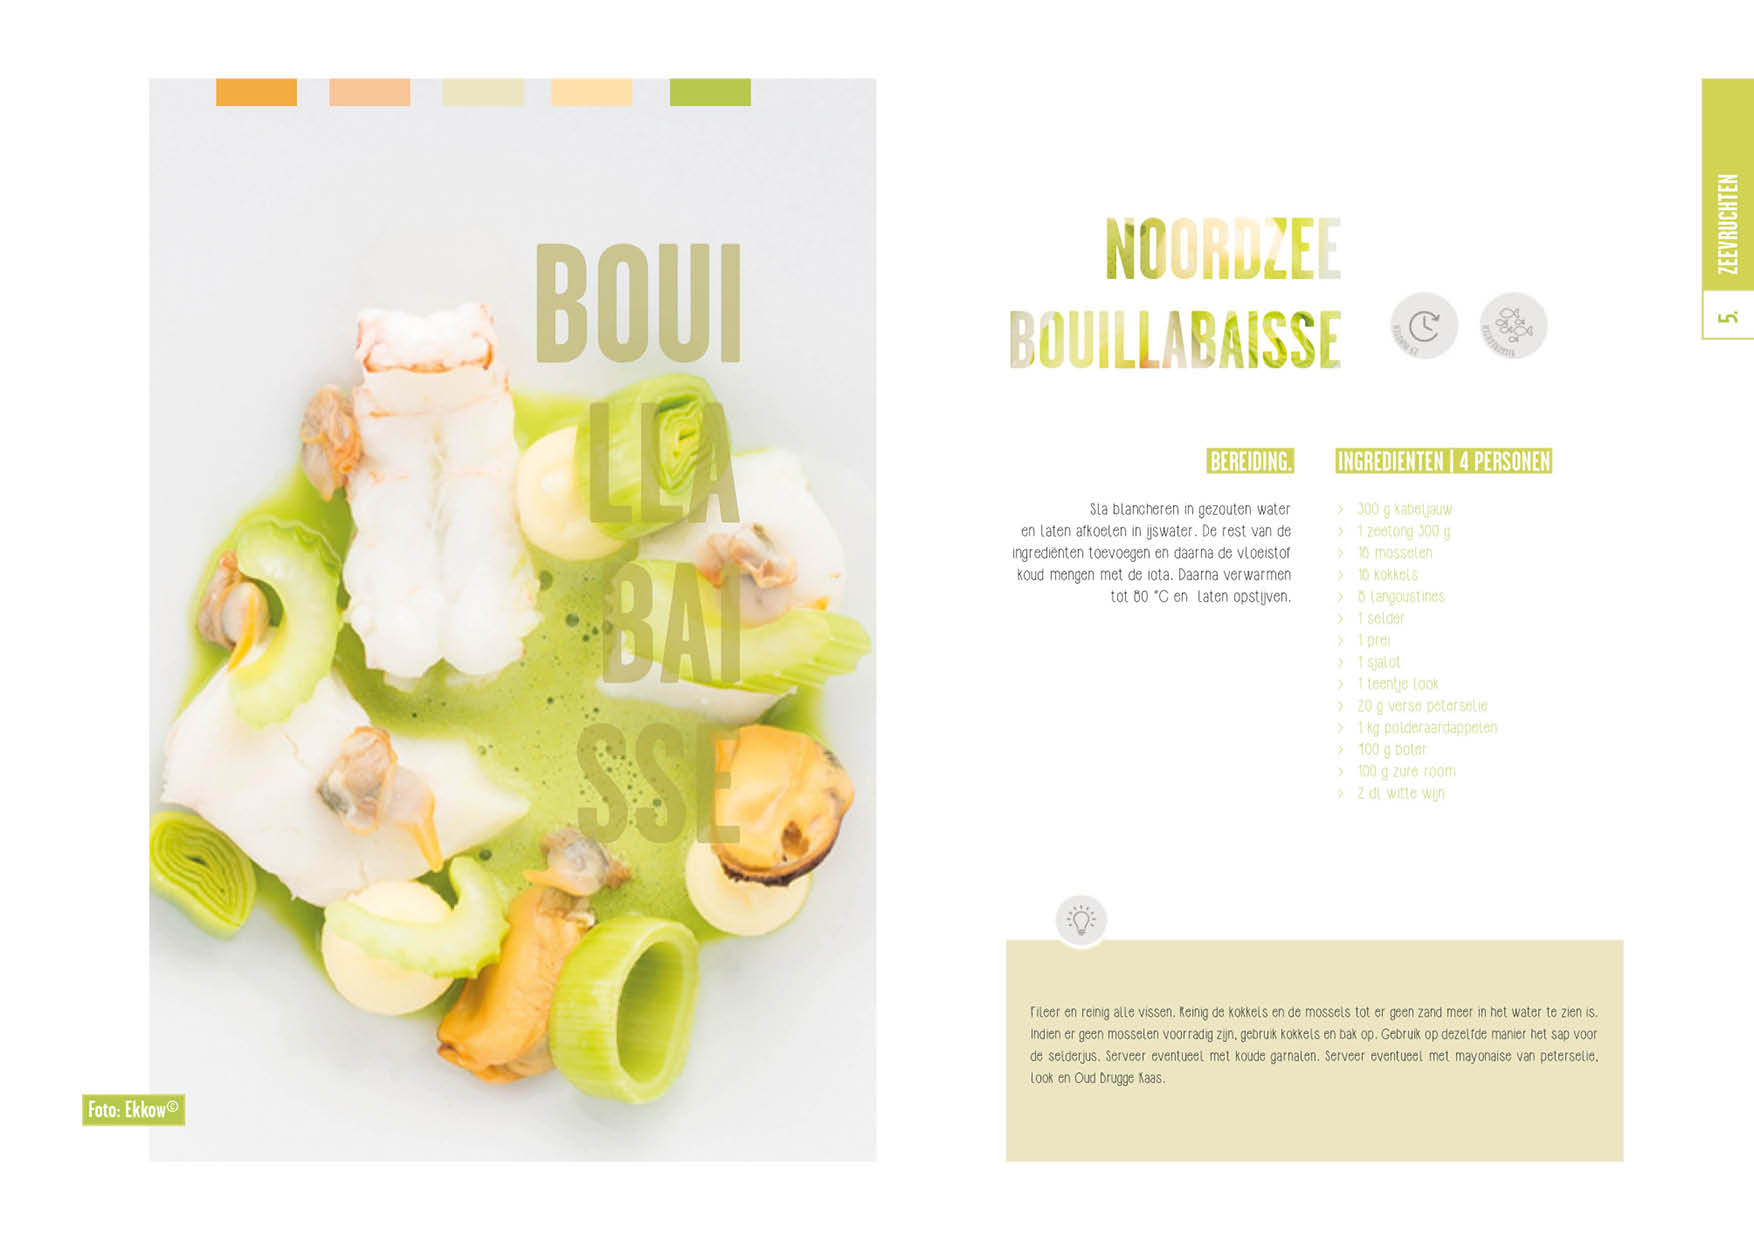 BOUI
LLA
BAI
SSE
Foto: Ekkow©
NOORDZEE
BOUILLABAISSE
BEREIDING.
Sla blancheren in gezouten water
en laten afkoelen in ijswater. De rest van de
ingrediënten toevoegen en daarna de vloeistof
koud mengen met de iota. Daarna verwarmen
tot 80 °C en laten opstijven.
INGREDIENTEN | 4 PERSONEN
> 300 g kabeljauw
> 1 zeetong 300 g
> 16 mosselen
> 16 kokkels
> 8 langoustines
> 1 selder
> 1 prei
> 1 sjalot
> 1 teentje look
> 20 g verse peterselie
> 1 kg polderaardappelen
> 100 g boter
> 100 g zure room
> 2 dl witte wijn
Fileer en reinig alle vissen. Reinig de kokkels en de mossels tot er geen zand meer in het water te zien is.
Indien er geen mosselen voorradig zijn, gebruik kokkels en bak op. Gebruik op dezelfde manier het sap voor
de selderjus. Serveer eventueel met koude garnalen. Serveer eventueel met mayonaise van peterselie,
look en Oud Brugge Kaas.
ZEEVRUCHTEN
5.